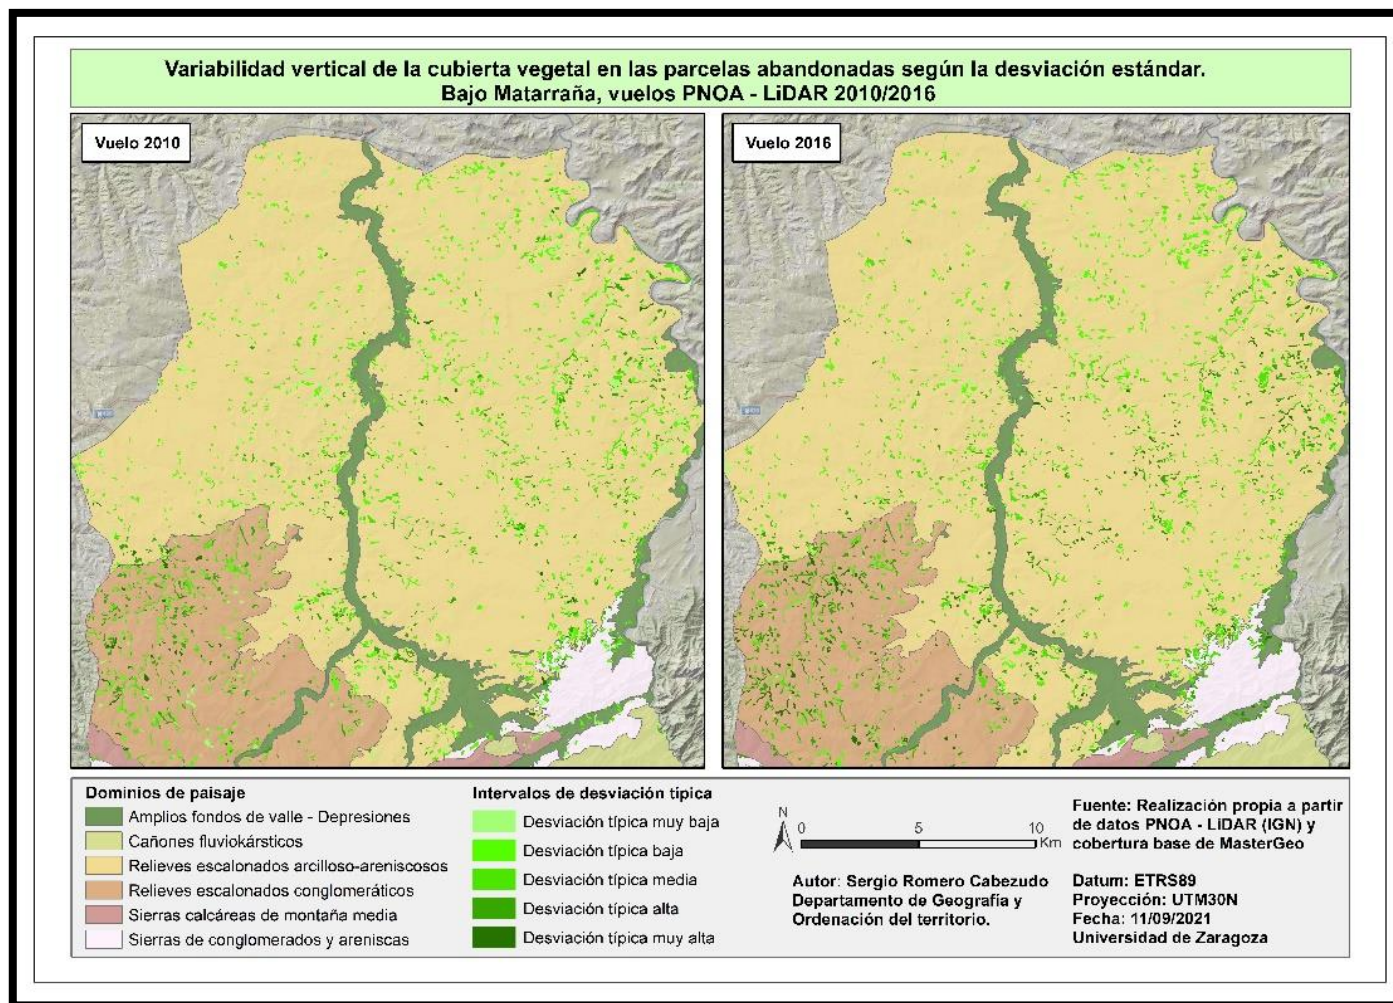 Variabilidad vertical de la cubierta vegetal en las parcelas abandonadas según la desviación estándar.
Bajo Matarraña, vuelos PNOA - LiDAR 2010/2016
Vuelo 2010
Vuelo 2016
Dominios de paisaje
Amplios fondos de valle - Depresiones
Cañones fluviokársticos
Relieves escalonados arcilloso-areniscosos
Relieves escalonados conglomeráticos
Sierras calcáreas de montaña media
Sierras de conglomerados y areniscas
Intervalos de desviación típica
Desviación típica muy baja
Desviación típica baja
Desviación típica media
Desviación típica alta
Desviación típica muy alta
N
0 5 10
Km
Autor: Sergio Romero Cabezudo
Departamento de Geografía y
Ordenación del territorio.
Fuente: Realización propia a partir
de datos PNOA - LiDAR (IGN) y
cobertura base de MasterGeo
Datum: ETRS89
Proyección: UTM30N
Fecha: 11/09/2021
Universidad de Zaragoza